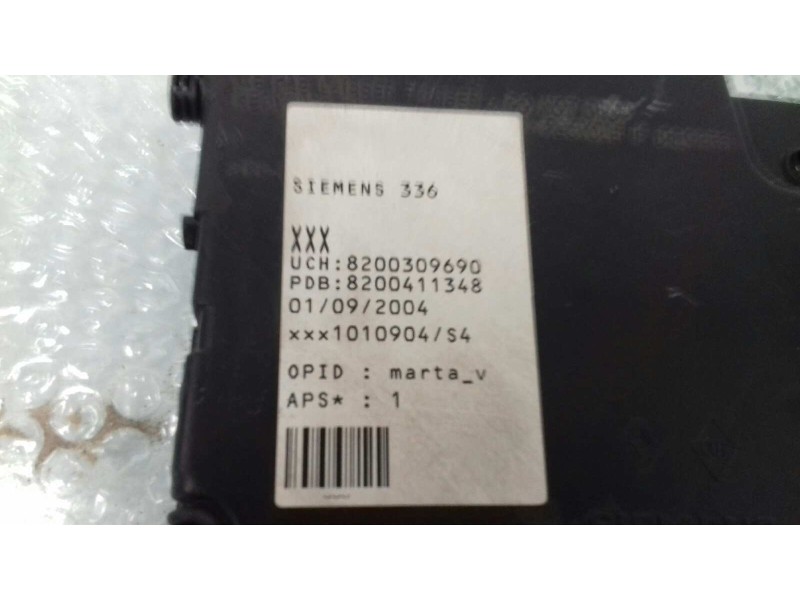 SIEMENS 336
XXX
UCH:8200309690
PDB:8200411348
01/09/2004
xxx1010904/S4
OPID : marta_v
APS* : 1